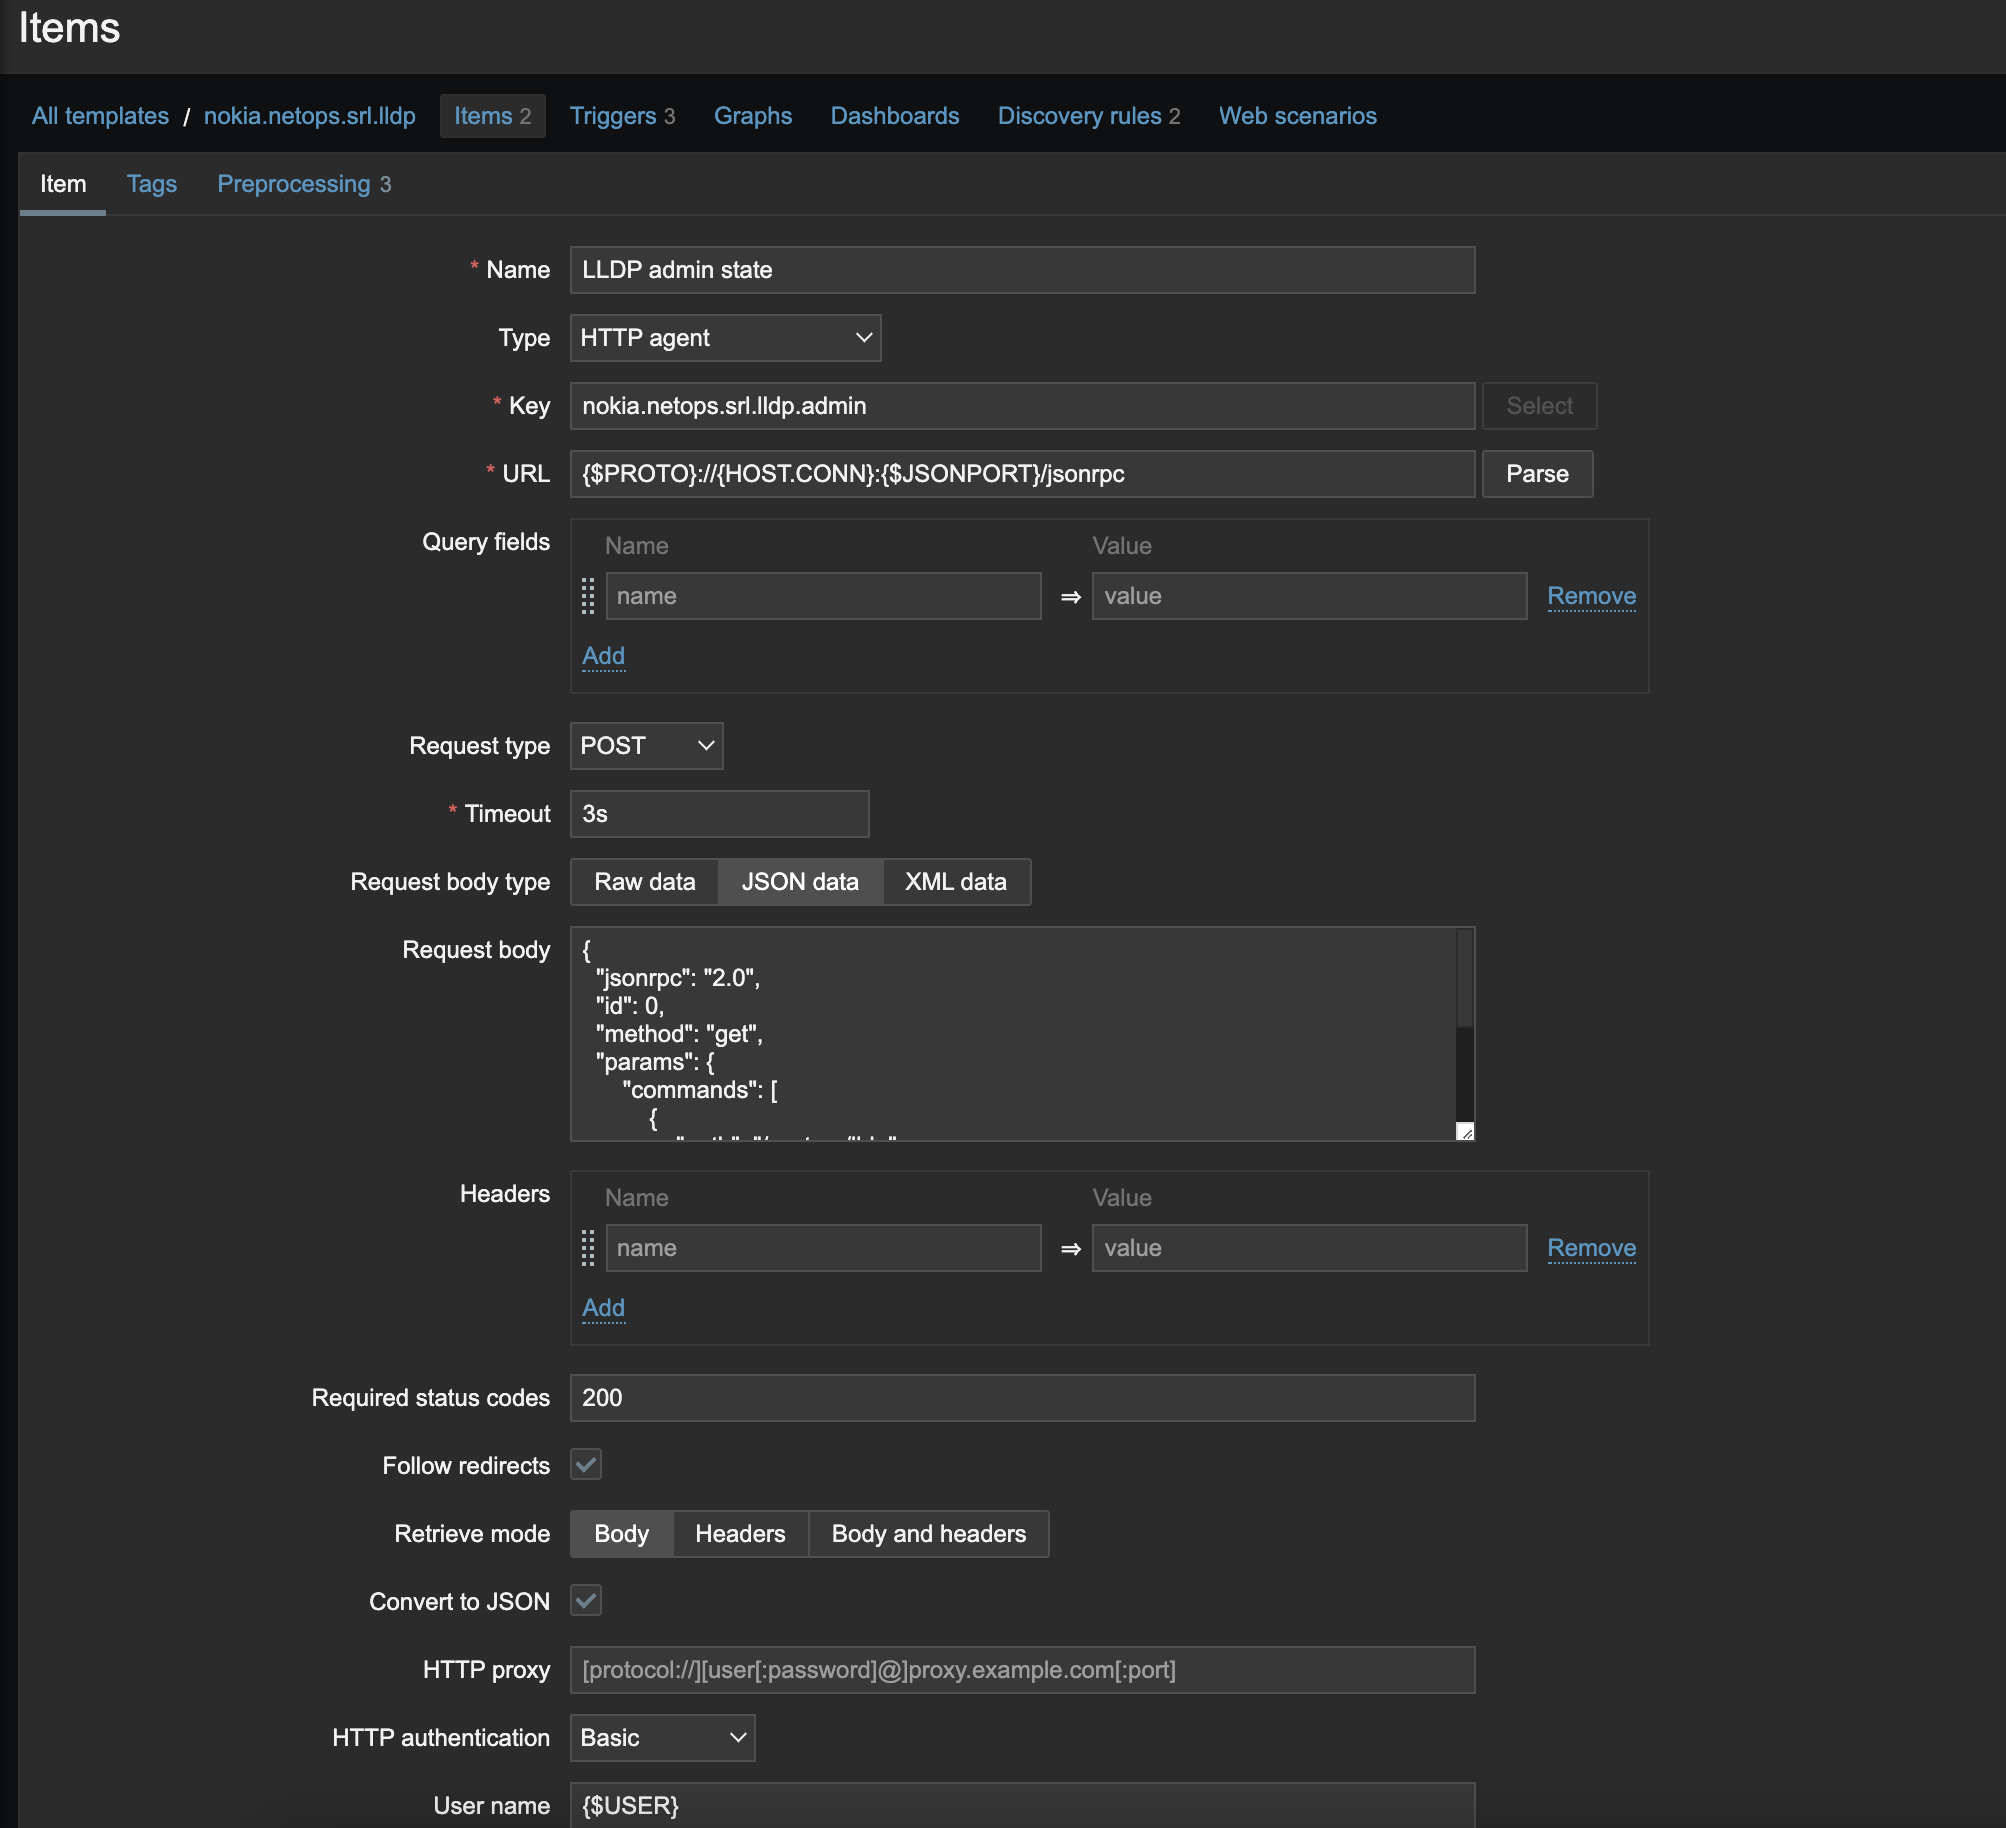 Items
All templates / nokia.netops.srl.lldp Items 2 Triggers 3 Graphs Dashboards Discovery rules 2 Web scenarios
Item Tags Preprocessing 3
* Name LLDP admin state
Type HTTP agent
* Key nokia.netops.srl.lldp.admin Select
* URL {$PROTO}://{HOST.CONN}:{$JSONPORT}/jsonrpc Parse
Query fields Name Value
name ⇒ value Remove
Add
Request type POST
* Timeout 3s
Request body type Raw data JSON data XML data
Request body {
"jsonrpc": "2.0",
"id": 0,
"method": "get",
"params": {
"commands": [
{
Headers Name Value
name ⇒ value Remove
Add
Required status codes 200
Follow redirects
Retrieve mode Body Headers Body and headers
Convert to JSON
HTTP proxy [protocol://][user[:password]@]proxy.example.com[:port]
HTTP authentication Basic
User name {$USER}